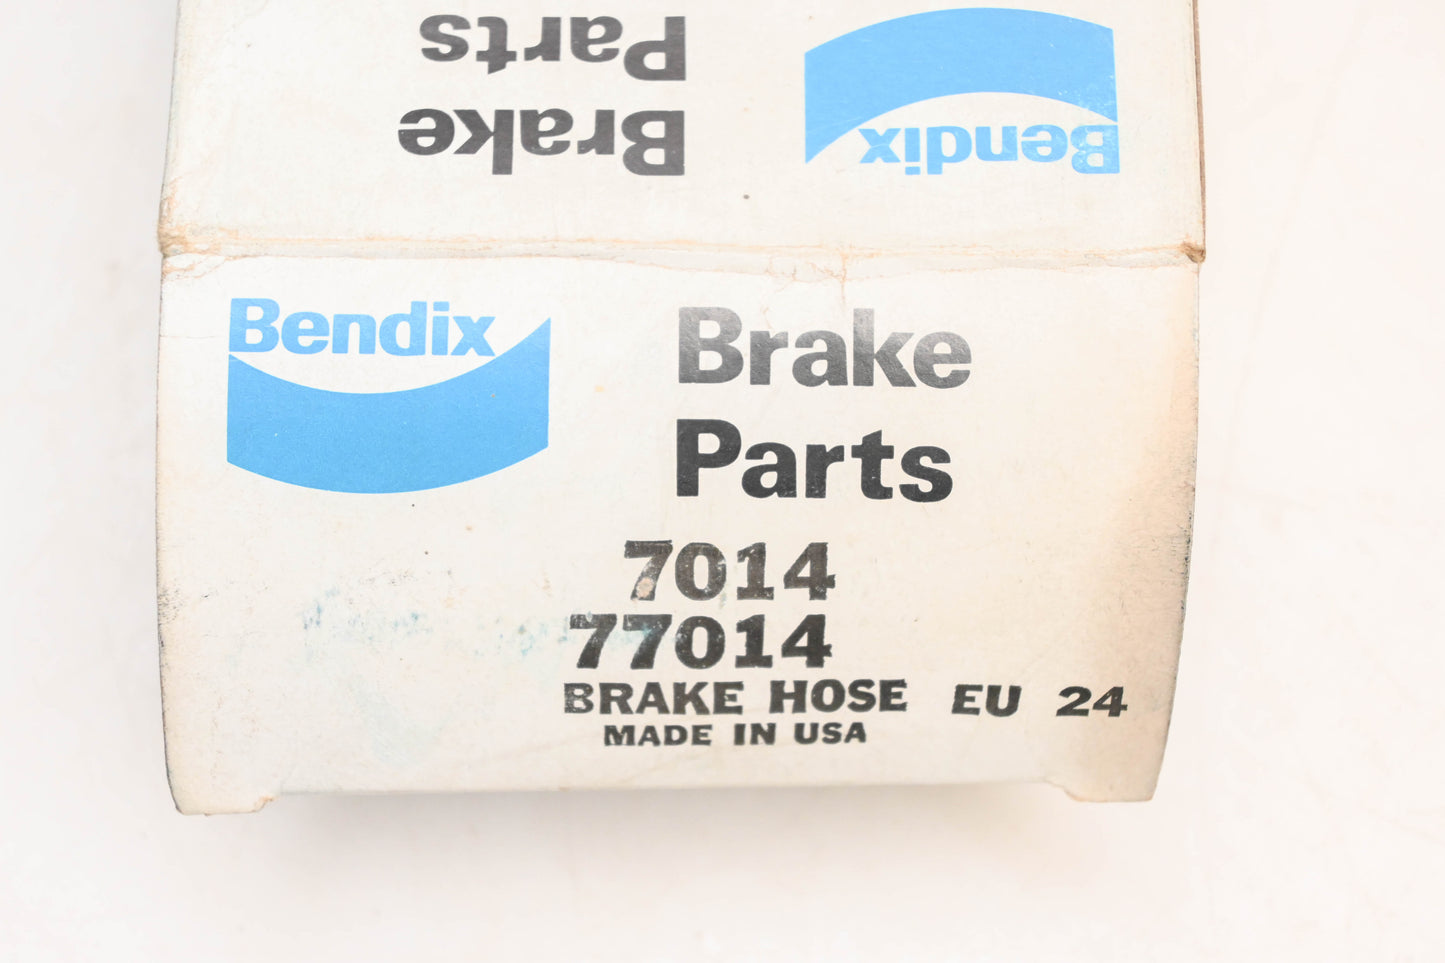 Brake
Parts
Bendix
Bendix
Brake
Parts
7014
77014
BRAKE HOSE EU 24
MADE IN USA